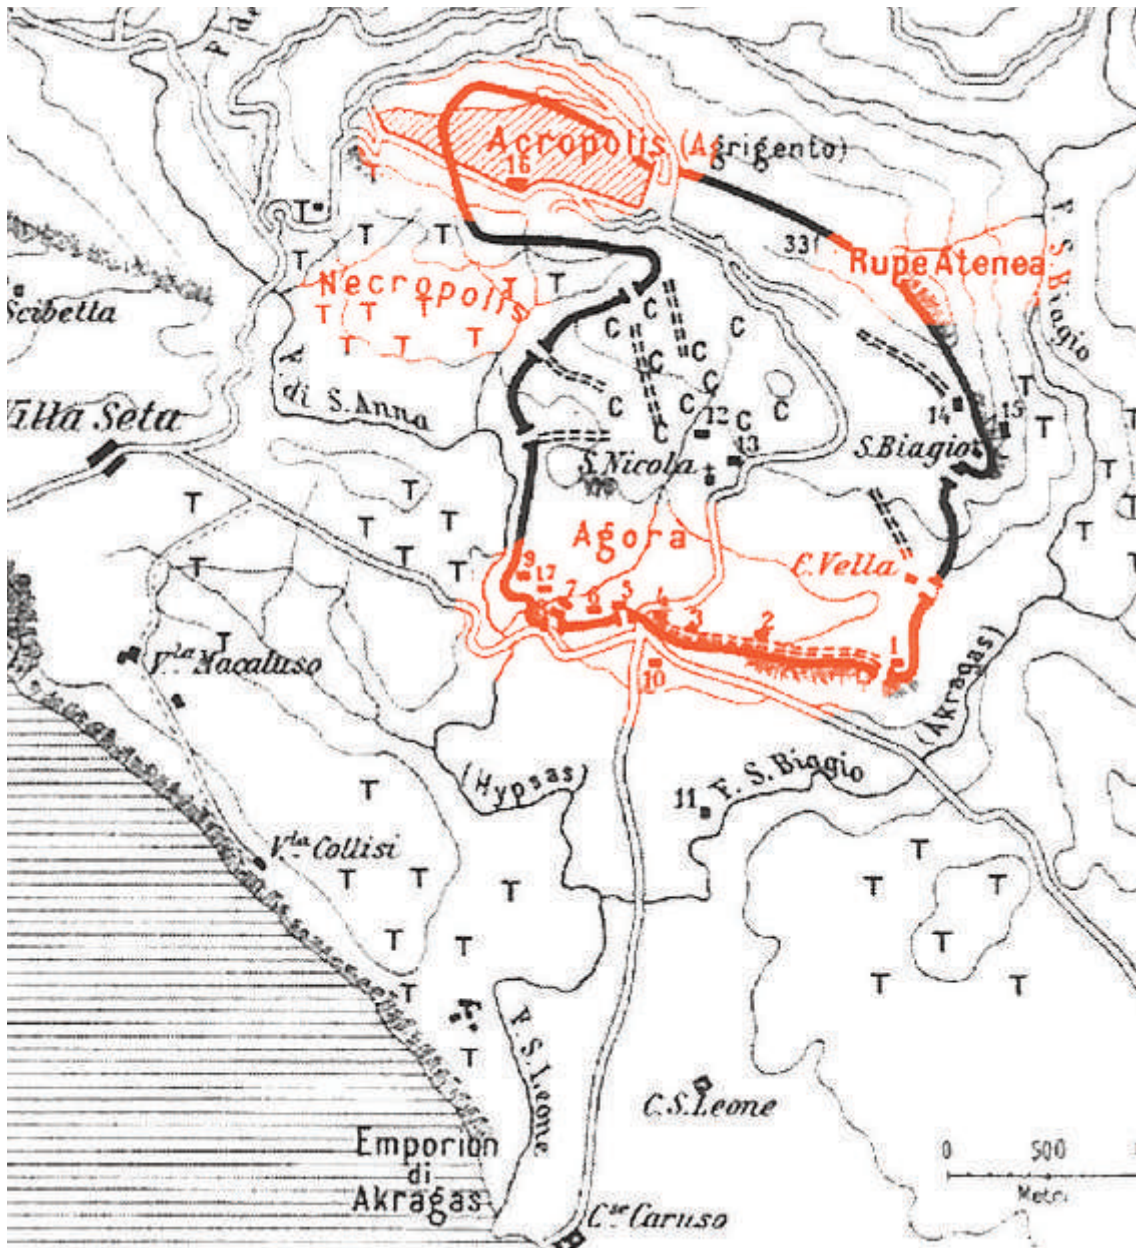 Acropolis (Agrigento)
16
T
T
T
T
T
331
Rupe Atenea
F. S. Biagio
Necropolis
T
T
T
T
T
T
T
T
T
T
Scibetta
C
C
C
C
C
C
C
C
C
C
C
12
13
14
15
T
T
T
Villa Seta
V. di S. Anna
S. Nicola
S. Biagio
T
T
T
T
T
T
T
T
Agora
C. Vella
9
17
7
6
5
4
3
2
1
10
V.la Macaluso
T
(Akragas)
(Hypsas)
F. S. Biagio
11
T
V.la Collisi
T
T
T
T
T
T
T
T
T
T
T
T
T
F. S. Leone
C. S. Leone
Emporion
di
Akragas
C.se Caruso
0 500
Metri